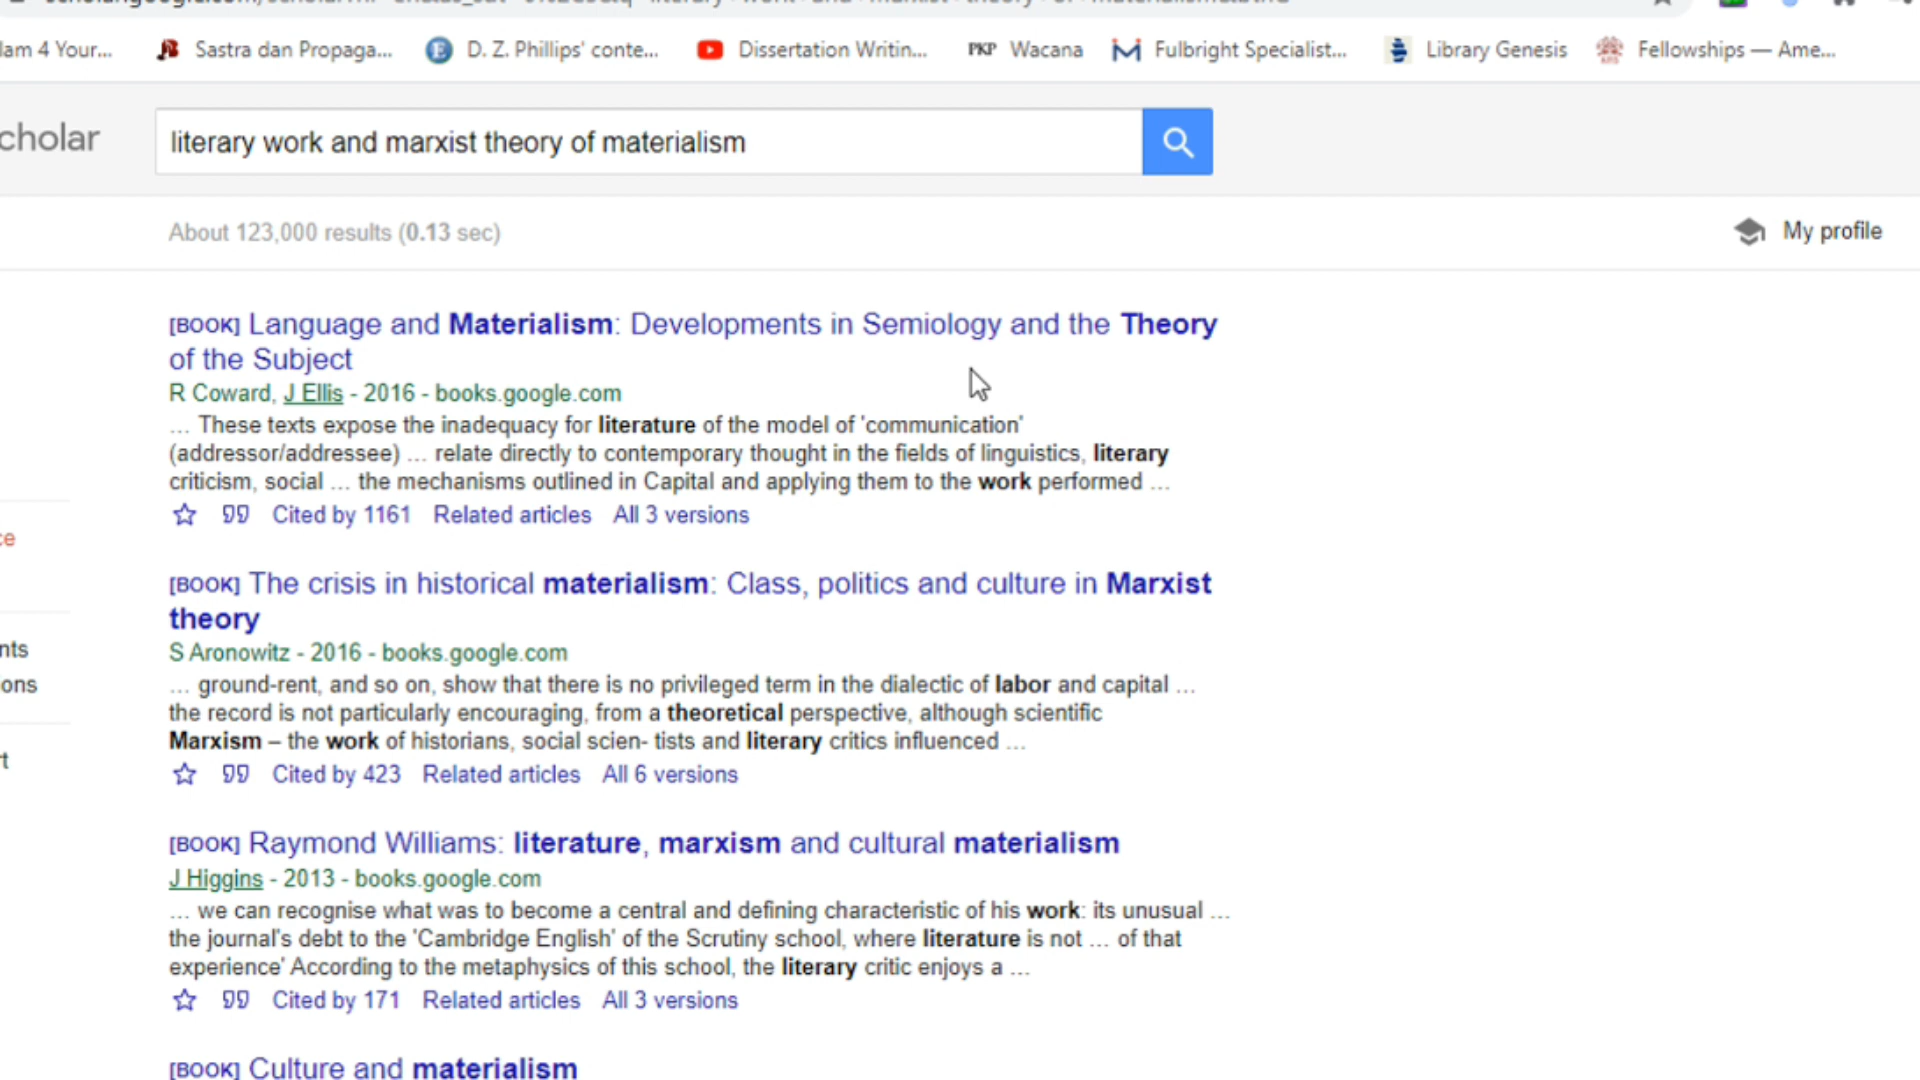 lam 4 Your... Sastra dan Propaga... D. Z. Phillips' conte... Dissertation Writin... PKP Wacana Fulbright Specialist... Library Genesis Fellowships — Ame...
cholar literary work and marxist theory of materialism
About 123,000 results (0.13 sec) My profile
[BOOK] Language and Materialism: Developments in Semiology and the Theory
of the Subject
R Coward, J Ellis - 2016 - books.google.com
... These texts expose the inadequacy for literature of the model of 'communication'
(addressor/addressee) ... relate directly to contemporary thought in the fields of linguistics, literary
criticism, social ... the mechanisms outlined in Capital and applying them to the work performed ...
Cited by 1161 Related articles All 3 versions
ce
[BOOK] The crisis in historical materialism: Class, politics and culture in Marxist
theory
S Aronowitz - 2016 - books.google.com
nts
... ground-rent, and so on, show that there is no privileged term in the dialectic of labor and capital ...
ions
the record is not particularly encouraging, from a theoretical perspective, although scientific
Marxism – the work of historians, social scien- tists and literary critics influenced ...
rt
Cited by 423 Related articles All 6 versions
[BOOK] Raymond Williams: literature, marxism and cultural materialism
J Higgins - 2013 - books.google.com
... we can recognise what was to become a central and defining characteristic of his work: its unusual ...
the journal's debt to the 'Cambridge English' of the Scrutiny school, where literature is not ... of that
experience' According to the metaphysics of this school, the literary critic enjoys a ...
Cited by 171 Related articles All 3 versions
[BOOK] Culture and materialism